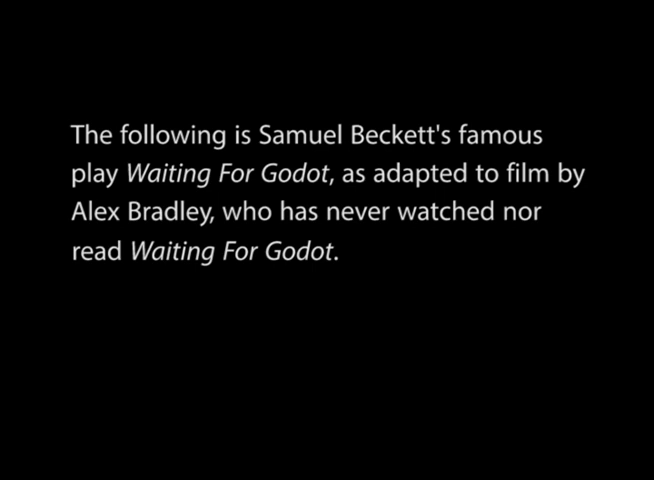 The following is Samuel Beckett's famous
play Waiting For Godot, as adapted to film by
Alex Bradley, who has never watched nor
read Waiting For Godot.